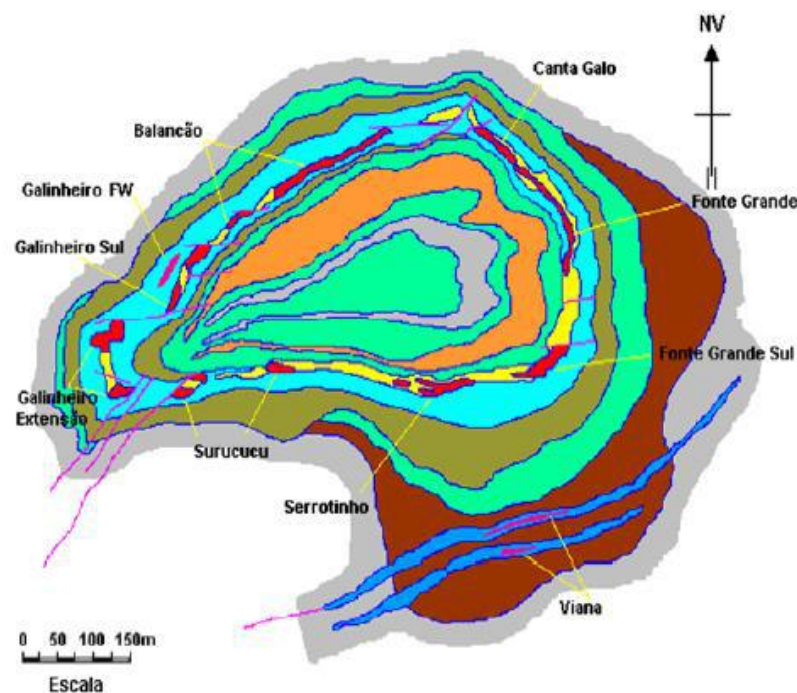 NV
Canta Galo
Balancão
Galinheiro FW
Fonte Grande
Galinheiro Sul
Fonte Grande Sul
Galinheiro
Extensão
Surucucu
Serrotinho
Viana
0 50 100 150m
Escala